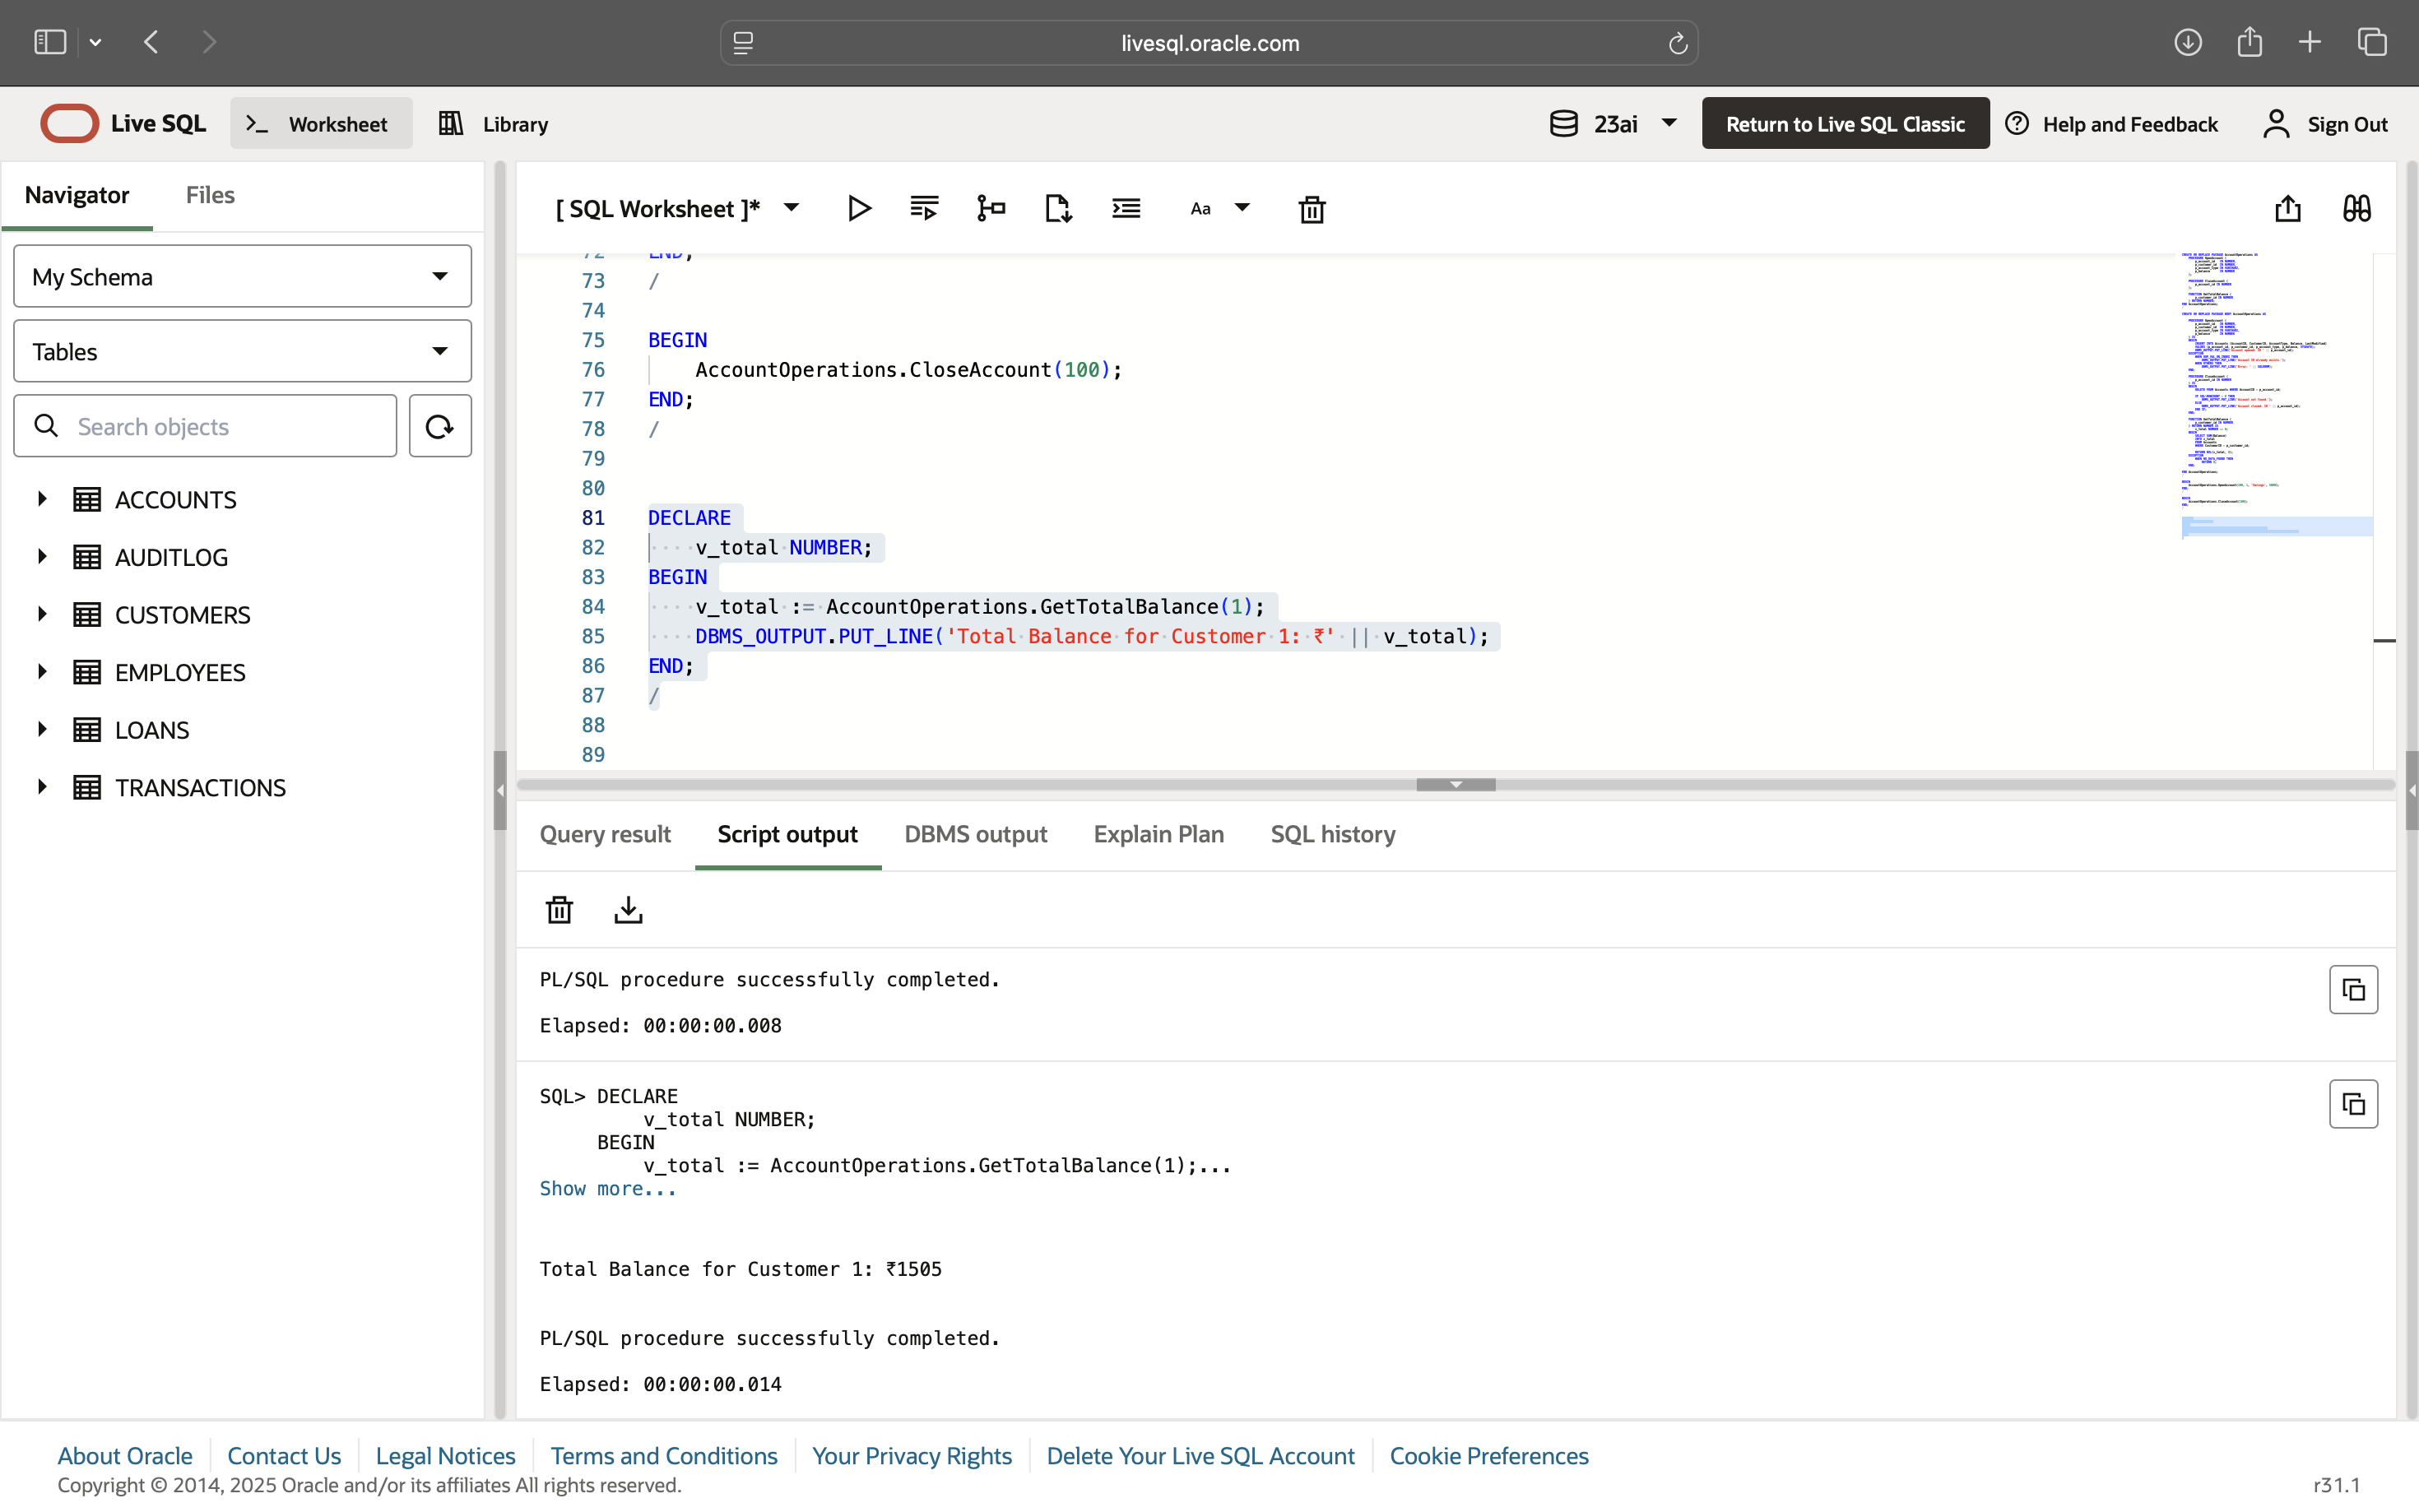 livesql.oracle.com
Live SQL
Worksheet
Library
23ai
Return to Live SQL Classic
Help and Feedback
Sign Out
Navigator
Files
My Schema
Tables
Search objects
ACCOUNTS
AUDITLOG
CUSTOMERS
EMPLOYEES
LOANS
TRANSACTIONS
[ SQL Worksheet ]*
Aa
72 END;
73 /
74
75 BEGIN
76 AccountOperations.CloseAccount(100);
77 END;
78 /
79
80
81 DECLARE
82 v_total NUMBER;
83 BEGIN
84 v_total := AccountOperations.GetTotalBalance(1);
85 DBMS_OUTPUT.PUT_LINE('Total Balance for Customer 1: ₹' || v_total);
86 END;
87 /
88
89
Query result
Script output
DBMS output
Explain Plan
SQL history
PL/SQL procedure successfully completed.
Elapsed: 00:00:00.008
SQL> DECLARE
v_total NUMBER;
BEGIN
v_total := AccountOperations.GetTotalBalance(1);...
Show more...
Total Balance for Customer 1: ₹1505
PL/SQL procedure successfully completed.
Elapsed: 00:00:00.014
About Oracle
Contact Us
Legal Notices
Terms and Conditions
Your Privacy Rights
Delete Your Live SQL Account
Cookie Preferences
Copyright © 2014, 2025 Oracle and/or its affiliates All rights reserved.
r31.1